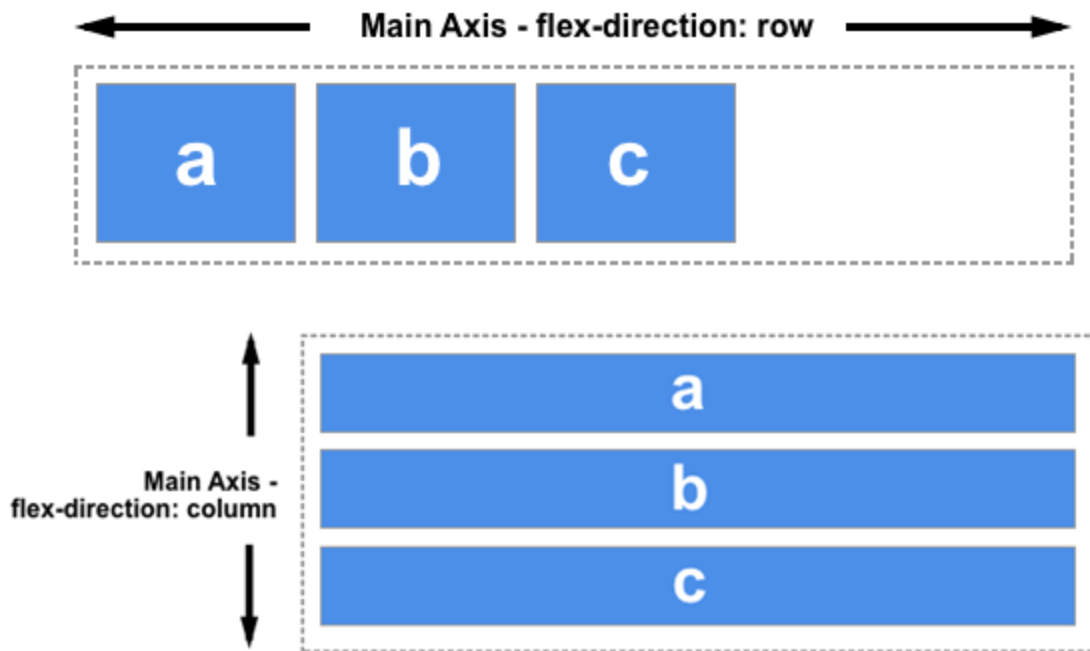 Main Axis - flex-direction: row
a b c
a
Main Axis -
flex-direction: column
b
c